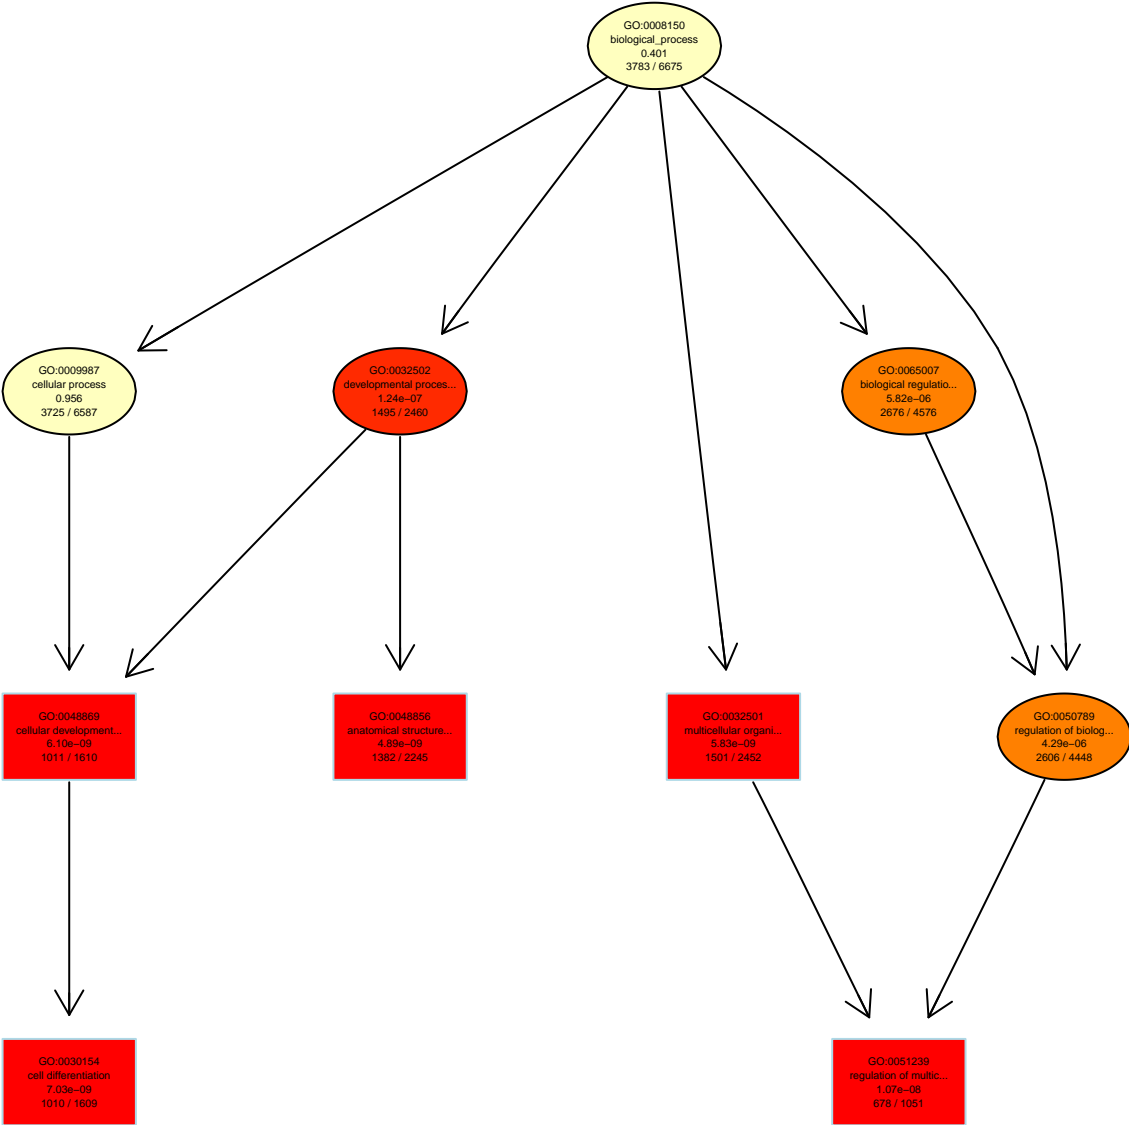 GO:0008150
biological_process
0.401
3783 / 6675
GO:0009987
cellular process
0.956
3725 / 6587
GO:0032502
developmental proces...
1.24e−07
1495 / 2460
GO:0065007
biological regulatio...
5.82e−06
2676 / 4576
GO:0048869
cellular development...
6.10e−09
1011 / 1610
GO:0048856
anatomical structure...
4.89e−09
1382 / 2245
GO:0032501
multicellular organi...
5.83e−09
1501 / 2452
GO:0050789
regulation of biolog...
4.29e−06
2606 / 4448
GO:0030154
cell differentiation
7.03e−09
1010 / 1609
GO:0051239
regulation of multic...
1.07e−08
678 / 1051